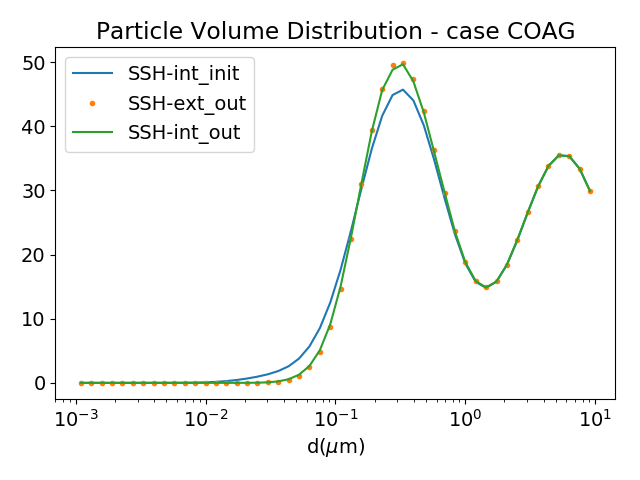 Particle Volume Distribution - case COAG
SSH-int_init
SSH-ext_out
SSH-int_out
50
40
30
20
10
0
10⁻³ 10⁻² 10⁻¹ 10⁰ 10¹
d(μm)